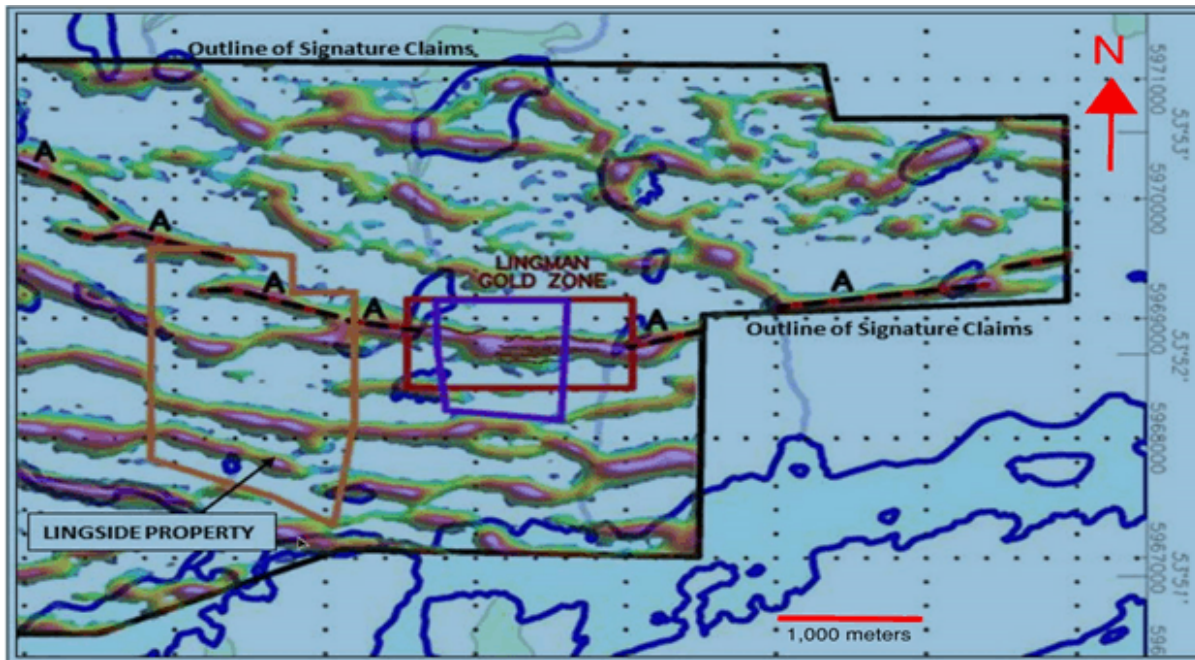 Outline of Signature Claims
N
5971000
53°53'
A
5970000
A
LINGMAN
GOLD ZONE
A
A
A
A
5969000
Outline of Signature Claims
53°52'
5968000
LINGSIDE PROPERTY
5967000
53°51'
1,000 meters
596